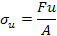 σᵤ = Fu/A